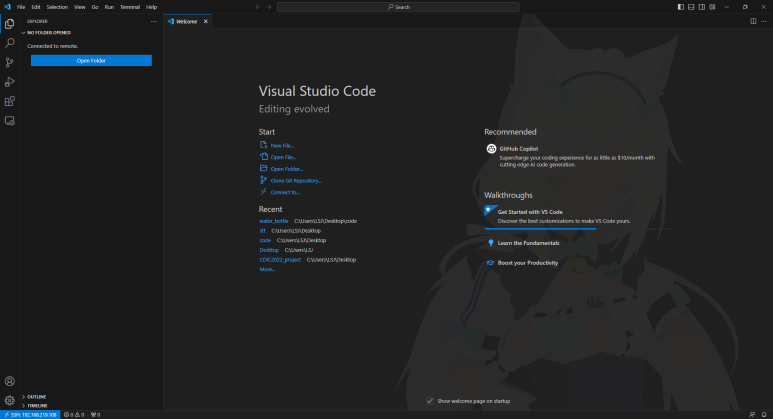 File Edit Selection View Go Run Terminal Help
Search
EXPLORER
Welcome
NO FOLDER OPENED
Connected to remote.
Open Folder
Visual Studio Code
Editing evolved
Start
New File...
Open File...
Open Folder...
Clone Git Repository...
Connect to...
Recent
water_bottle C:\Users\LSJ\Desktop\code
stt C:\Users\LSJ\Desktop
code C:\Users\LSJ\Desktop
Desktop C:\Users\LSJ
CDIC2022_project C:\Users\LSJ\Desktop
More...
Recommended
GitHub Copilot
Supercharge your coding experience for as little as $10/month with
cutting edge AI code generation.
Walkthroughs
Get Started with VS Code
Discover the best customizations to make VS Code yours.
Learn the Fundamentals
Boost your Productivity
Show welcome page on startup
OUTLINE
TIMELINE
SSH: 192.168.219.108 0 0 0